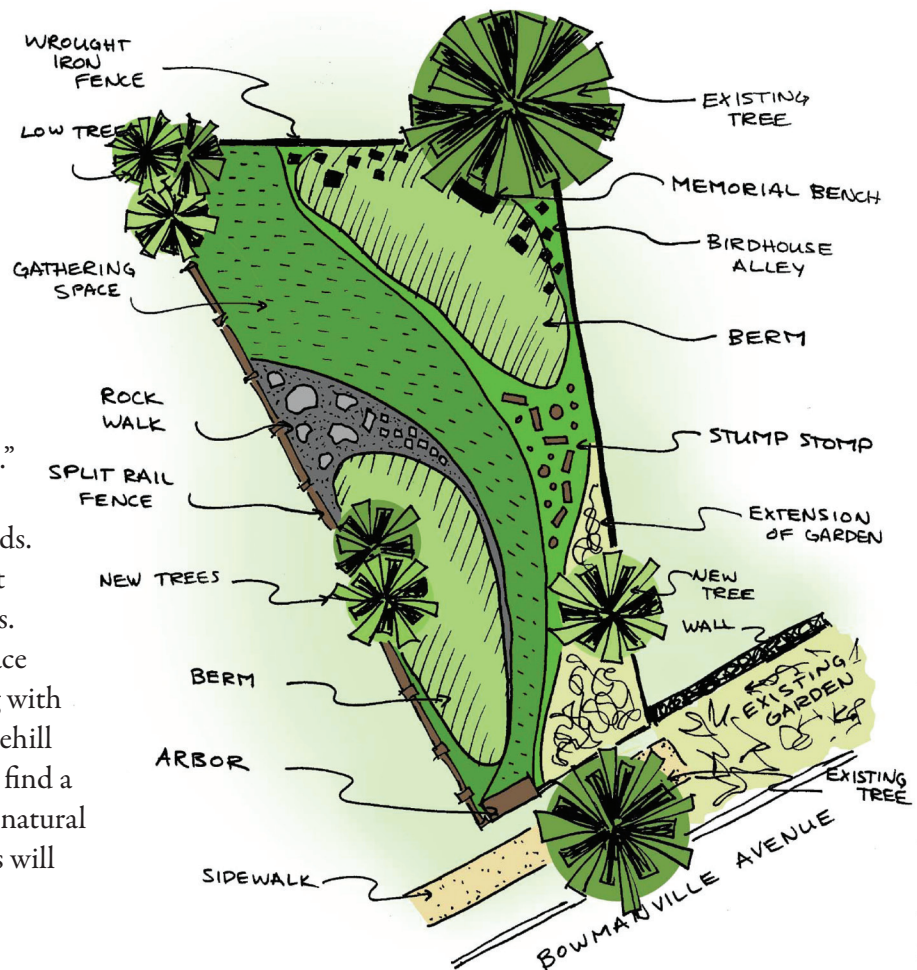 WROUGHT
IRON
FENCE
EXISTING
TREE
LOW TREE
MEMORIAL BENCH
BIRDHOUSE
ALLEY
GATHERING
SPACE
BERM
ROCK
WALK
STUMP STOMP
.”
SPLIT RAIL
FENCE
ds.
EXTENSION
OF GARDEN
t
NEW TREES
NEW
TREE
s.
WALL
ace
BERM
g with
EXISTING
GARDEN
ehill
ARBOR
find a
EXISTING
TREE
natural
s will
SIDEWALK
BOWMANVILLE AVENUE